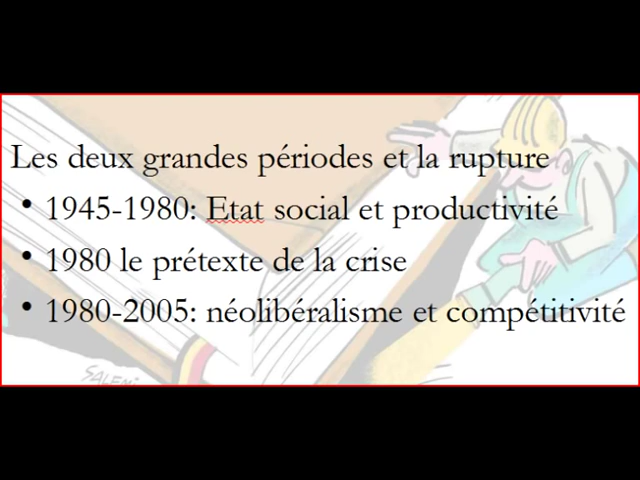 Les deux grandes périodes et la rupture
• 1945-1980: Etat social et productivité
• 1980 le prétexte de la crise
• 1980-2005: néolibéralisme et compétitivité
SALEMI